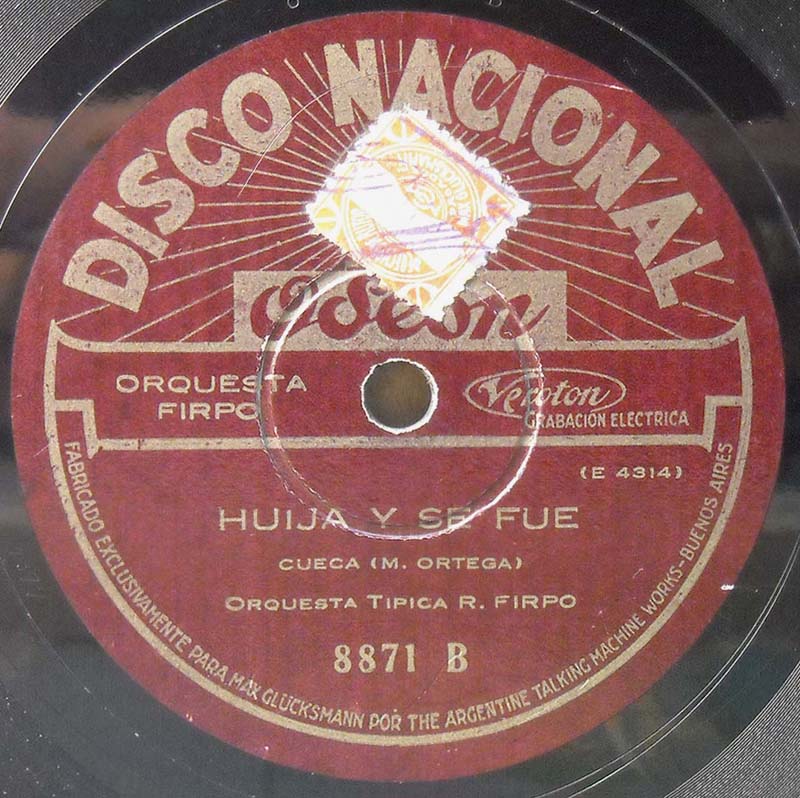 DISCO NACIONAL
Odeon
ORQUESTA
FIRPO
Veroton
GRABACIÓN ELECTRICA
(E 4314)
HUIJA Y SE FUE
CUECA (M. ORTEGA)
ORQUESTA TIPICA R. FIRPO
8871 B
FABRICADO EXCLUSIVAMENTE PARA MAX GLÜCKSMANN POR THE ARGENTINE TALKING MACHINE WORKS-BUENOS AIRES